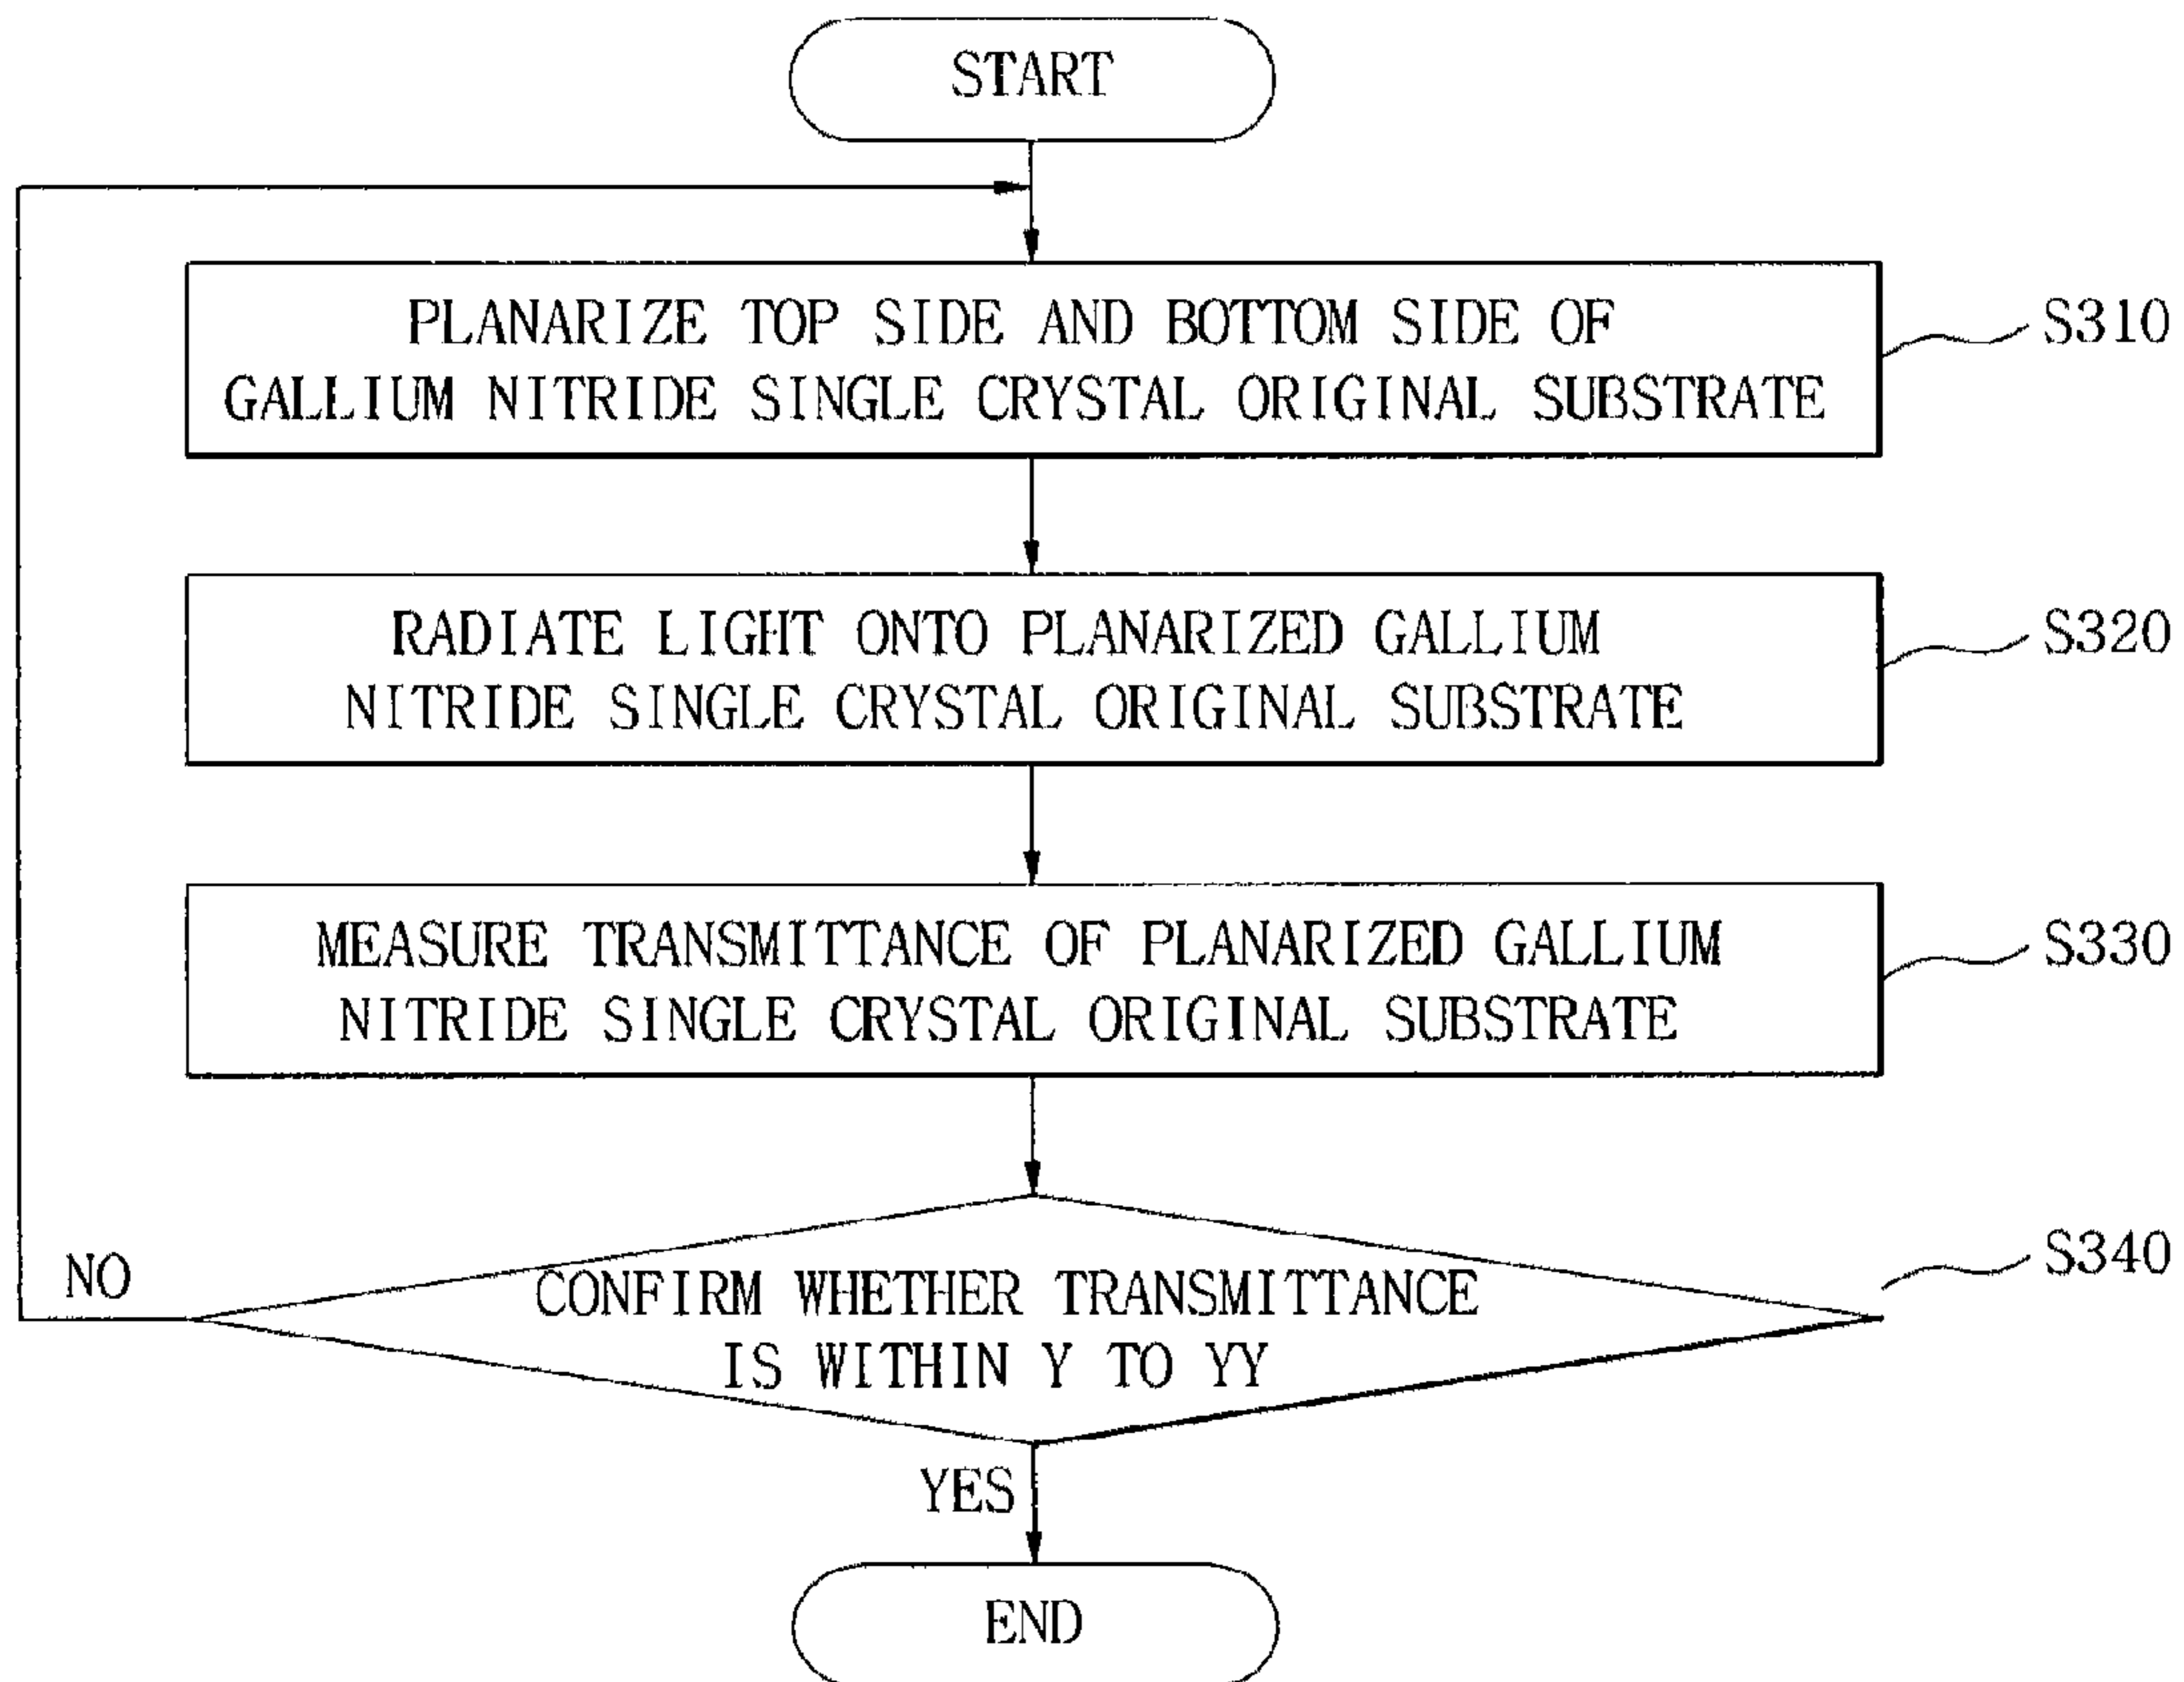 START
PLANARIZE TOP SIDE AND BOTTOM SIDE OF
GALLIUM NITRIDE SINGLE CRYSTAL ORIGINAL SUBSTRATE
S310
RADIATE LIGHT ONTO PLANARIZED GALLIUM
NITRIDE SINGLE CRYSTAL ORIGINAL SUBSTRATE
S320
MEASURE TRANSMITTANCE OF PLANARIZED GALLIUM
NITRIDE SINGLE CRYSTAL ORIGINAL SUBSTRATE
S330
NO
CONFIRM WHETHER TRANSMITTANCE
IS WITHIN Y TO YY
S340
YES
END